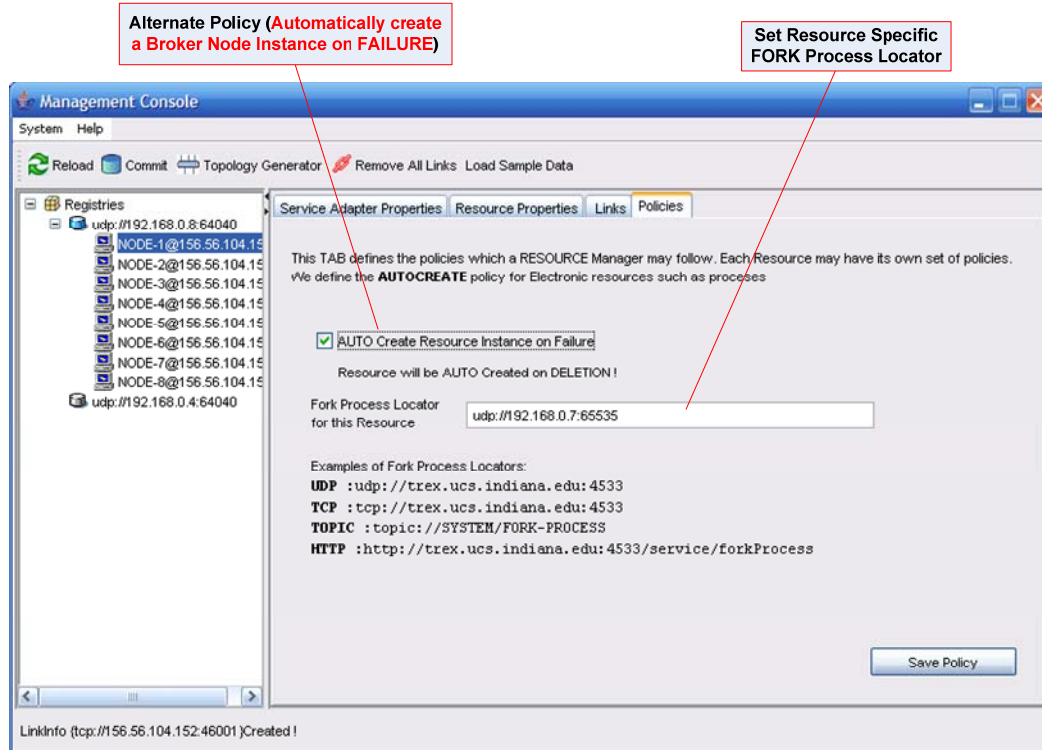 Alternate Policy (Automatically create
a Broker Node Instance on FAILURE)
Set Resource Specific
FORK Process Locator
Management Console
System Help
Reload Commit Topology Generator Remove All Links Load Sample Data
Registries
udp://192.168.0.8:64040
NODE-1@156.56.104.15
NODE-2@156.56.104.15
NODE-3@156.56.104.15
NODE-4@156.56.104.15
NODE-5@156.56.104.15
NODE-6@156.56.104.15
NODE-7@156.56.104.15
NODE-8@156.56.104.15
udp://192.168.0.4:64040
Service Adapter Properties Resource Properties Links Policies
This TAB defines the policies which a RESOURCE Manager may follow. Each Resource may have its own set of policies.
We define the AUTOCREATE policy for Electronic resources such as proceses
AUTO Create Resource Instance on Failure
Resource will be AUTO Created on DELETION !
Fork Process Locator
for this Resource
udp://192.168.0.7:65535
Examples of Fork Process Locators:
UDP :udp://trex.ucs.indiana.edu:4533
TCP :tcp://trex.ucs.indiana.edu:4533
TOPIC :topic://SYSTEM/FORK-PROCESS
HTTP :http://trex.ucs.indiana.edu:4533/service/forkProcess
Save Policy
LinkInfo {tcp://156.56.104.152:46001}Created !